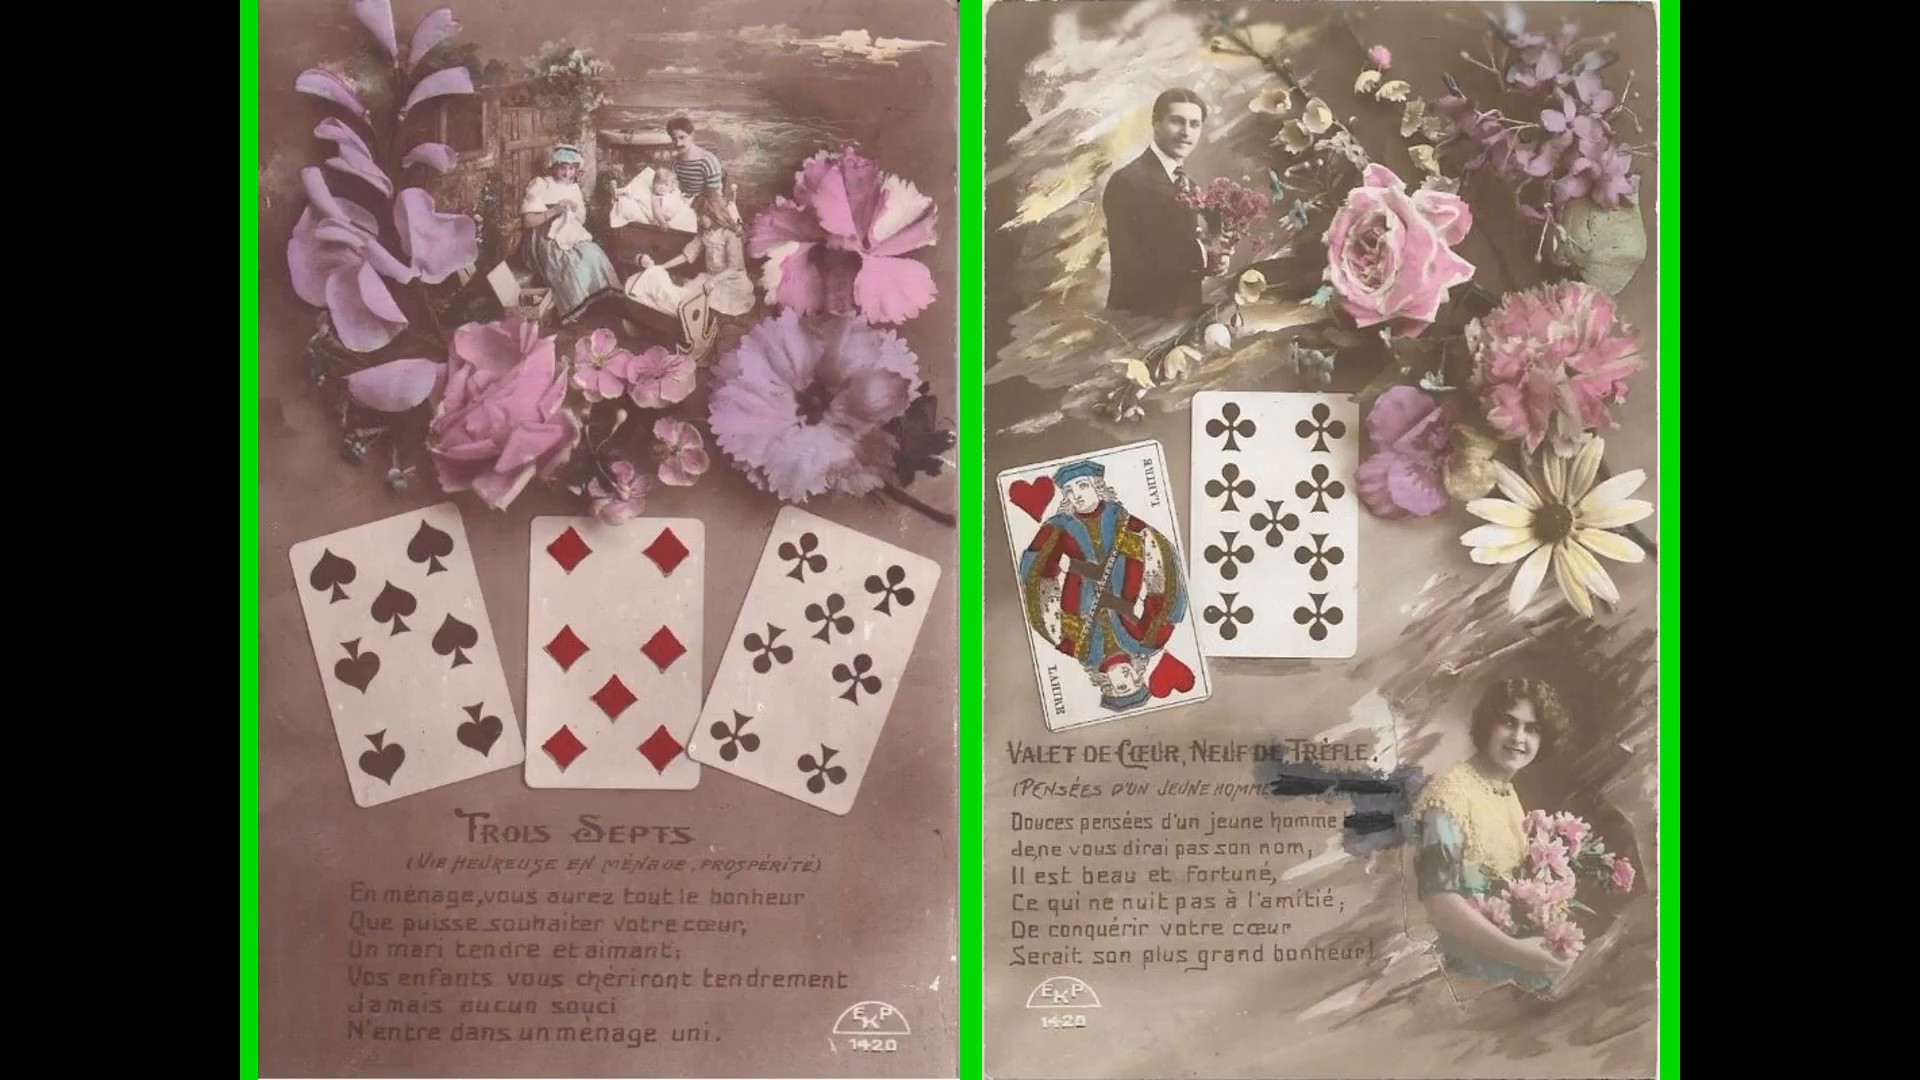 TROIS SEPTS
(VIE HEUREUSE EN MÉNAGE, PROSPÉRITÉ)
En ménage, vous aurez tout le bonheur
Que puisse souhaiter votre cœur,
Un mari tendre et aimant;
Vos enfants vous chériront tendrement
Jamais aucun souci
N'entre dans un ménage uni.
EKP
1420
LAHIRE
LAHIRE
VALET DE CŒUR, NEUF DE TRÈFLE.
(PENSÉES D'UN JEUNE HOMME
Douces pensées d'un jeune homme
dene vous dirai pas son nom,
Il est beau et Fortuné,
Ce qui ne nuit pas à l'amitié;
De conquérir votre cœur
Serait son plus grand bonheur!
EKP
1420